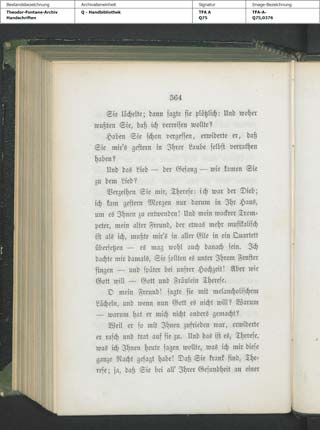 Bestandsbezeichnung Archivalieneinheit Signatur Image-Bezeichnung
Theodor-Fontane-Archiv Q - Handbibliothek TFA A TFA-A-
Handschriften Q75 Q75,0376
364
Sie lächelte; dann sagte sie plötzlich: Und woher
wußten Sie, daß ich verreisen wollte?
Haben Sie schon vergessen, erwiderte er, daß
Sie mir's gestern in Ihrer Laube selbst verrathen
haben?
Und das Lied — der Gesang — wie kamen Sie
zu dem Lied?
Verzeihen Sie mir, Therese: ich war der Dieb;
ich kam gestern Morgen nur darum in Ihr Haus,
um es Ihnen zu entwenden! Und mein wackrer Trom-
peter, mein alter Freund, der etwas mehr musikalisch
ist als ich, mußte mir's in aller Eile in ein Quartett
übersetzen — es mag wohl auch danach sein. Ich
dachte mir damals, Sie sollten es unter Ihrem Fenster
singen — und später bei unsrer Hochzeit! Aber wie
Gott will — Gott und Fräulein Therese.
O mein Freund! sagte sie mit melancholischem
Lächeln, und wenn nun Gott es nicht will? Warum
— warum hat er mich nicht anders gemacht?
Weil er so mit Ihnen zufrieden war, erwiderte
er rasch und trat auf sie zu. Und das ist es, Therese,
was ich Ihnen heute sagen wollte, was ich mir diese
ganze Nacht gesagt habe! Daß Sie krank sind, The-
rese; ja, daß Sie bei all' Ihrer Gesundheit an einer